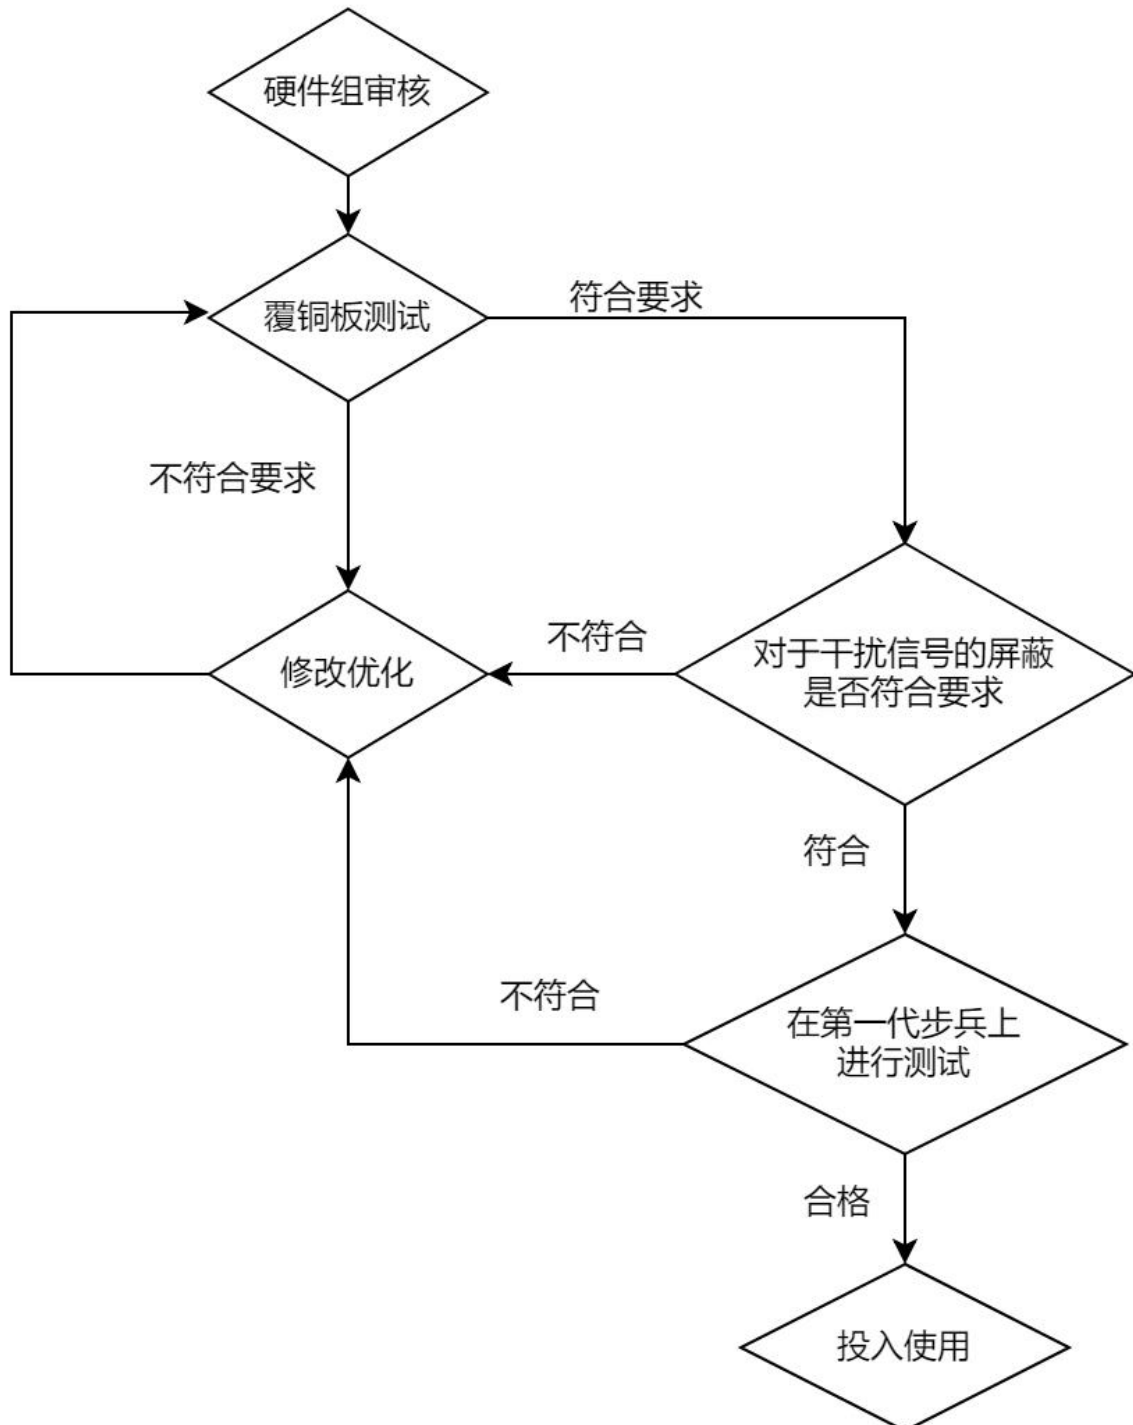 硬件组审核
覆铜板测试
符合要求
不符合要求
不符合
修改优化
对于干扰信号的屏蔽
是否符合要求
符合
不符合
在第一代步兵上
进行测试
合格
投入使用